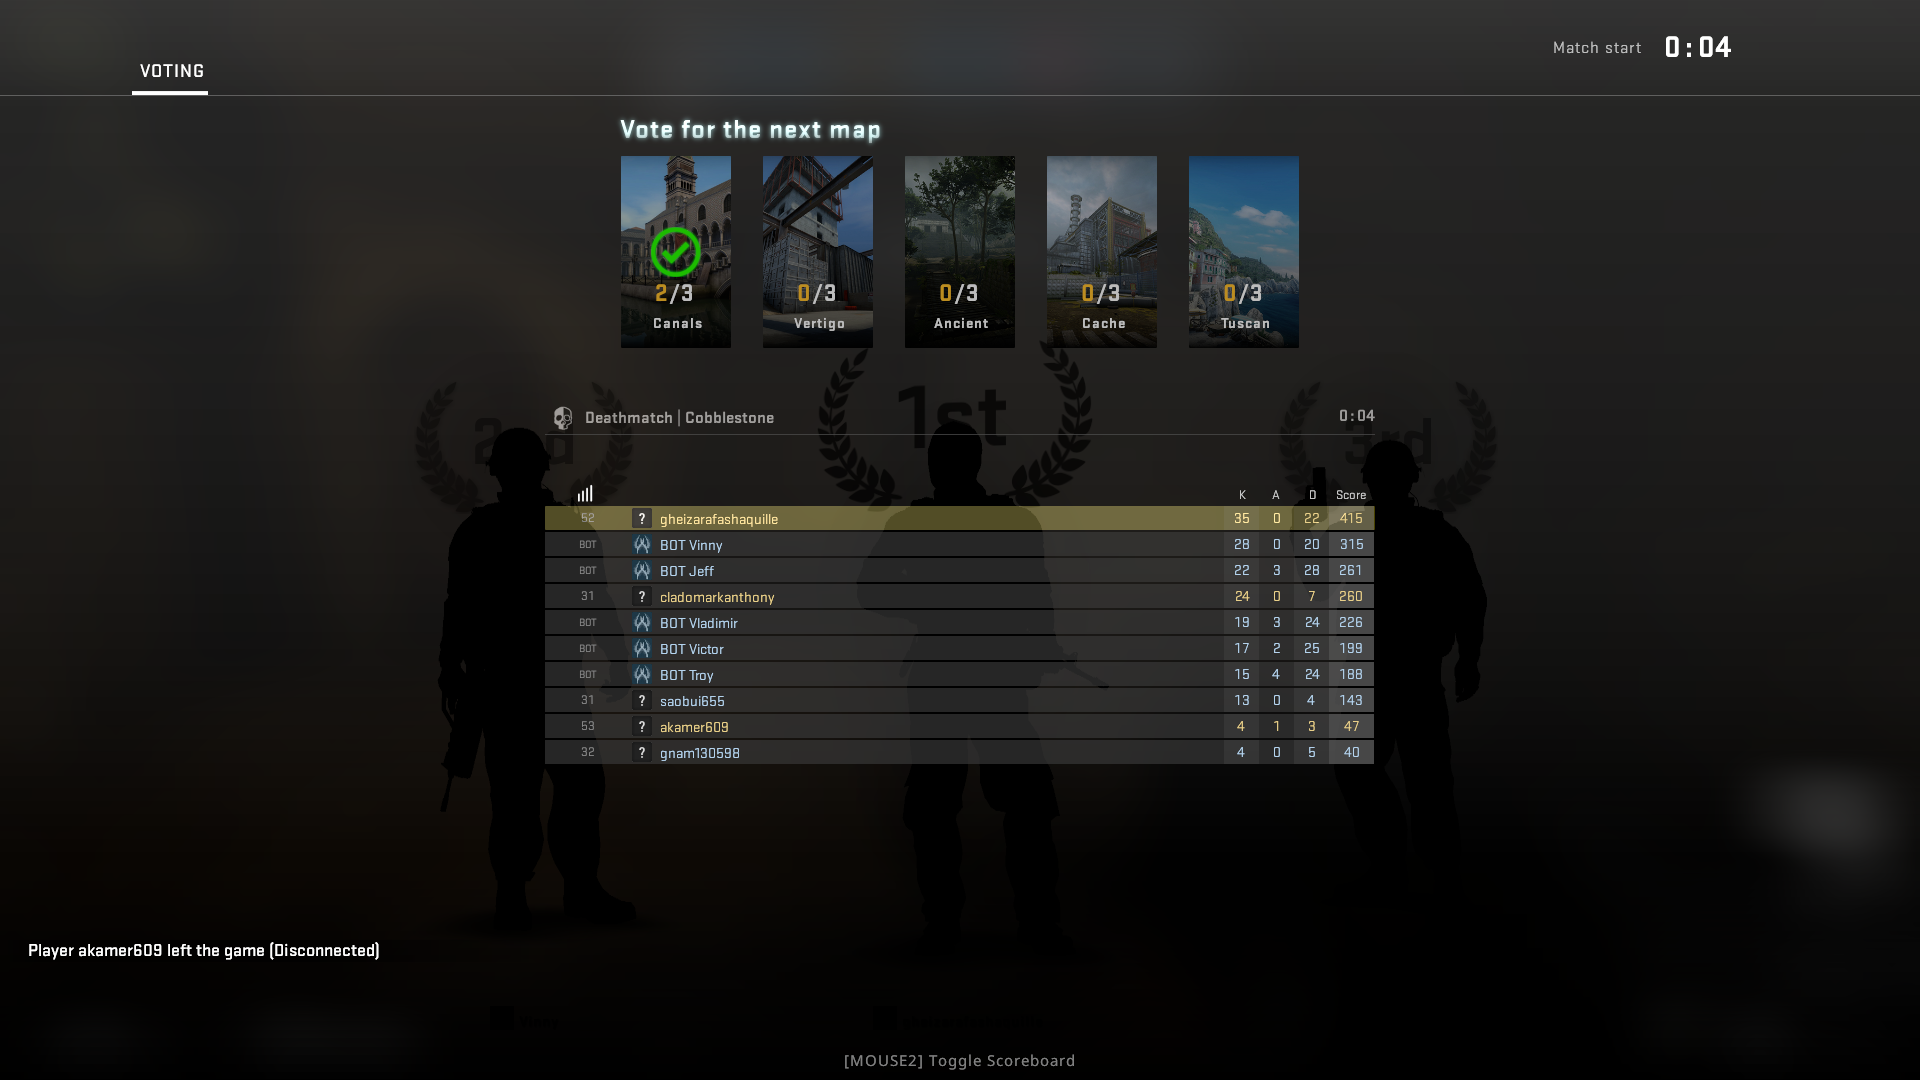 VOTING
Match start 0:04
Vote for the next map
2/3 0/3 0/3 0/3 0/3
Canals Vertigo Ancient Cache Tuscan
2nd 1st 3rd
Deathmatch | Cobblestone 0:04
K A D Score
52 ? gheizarafashaquille 35 0 22 415
BOT BOT Vinny 28 0 20 315
BOT BOT Jeff 22 3 28 261
31 ? cladomarkanthony 24 0 7 260
BOT BOT Vladimir 19 3 24 226
BOT BOT Victor 17 2 25 199
BOT BOT Troy 15 4 24 188
31 ? saobui655 13 0 4 143
53 ? akamer609 4 1 3 47
32 ? gnam130598 4 0 5 40
Player akamer609 left the game (Disconnected)
[MOUSE2] Toggle Scoreboard